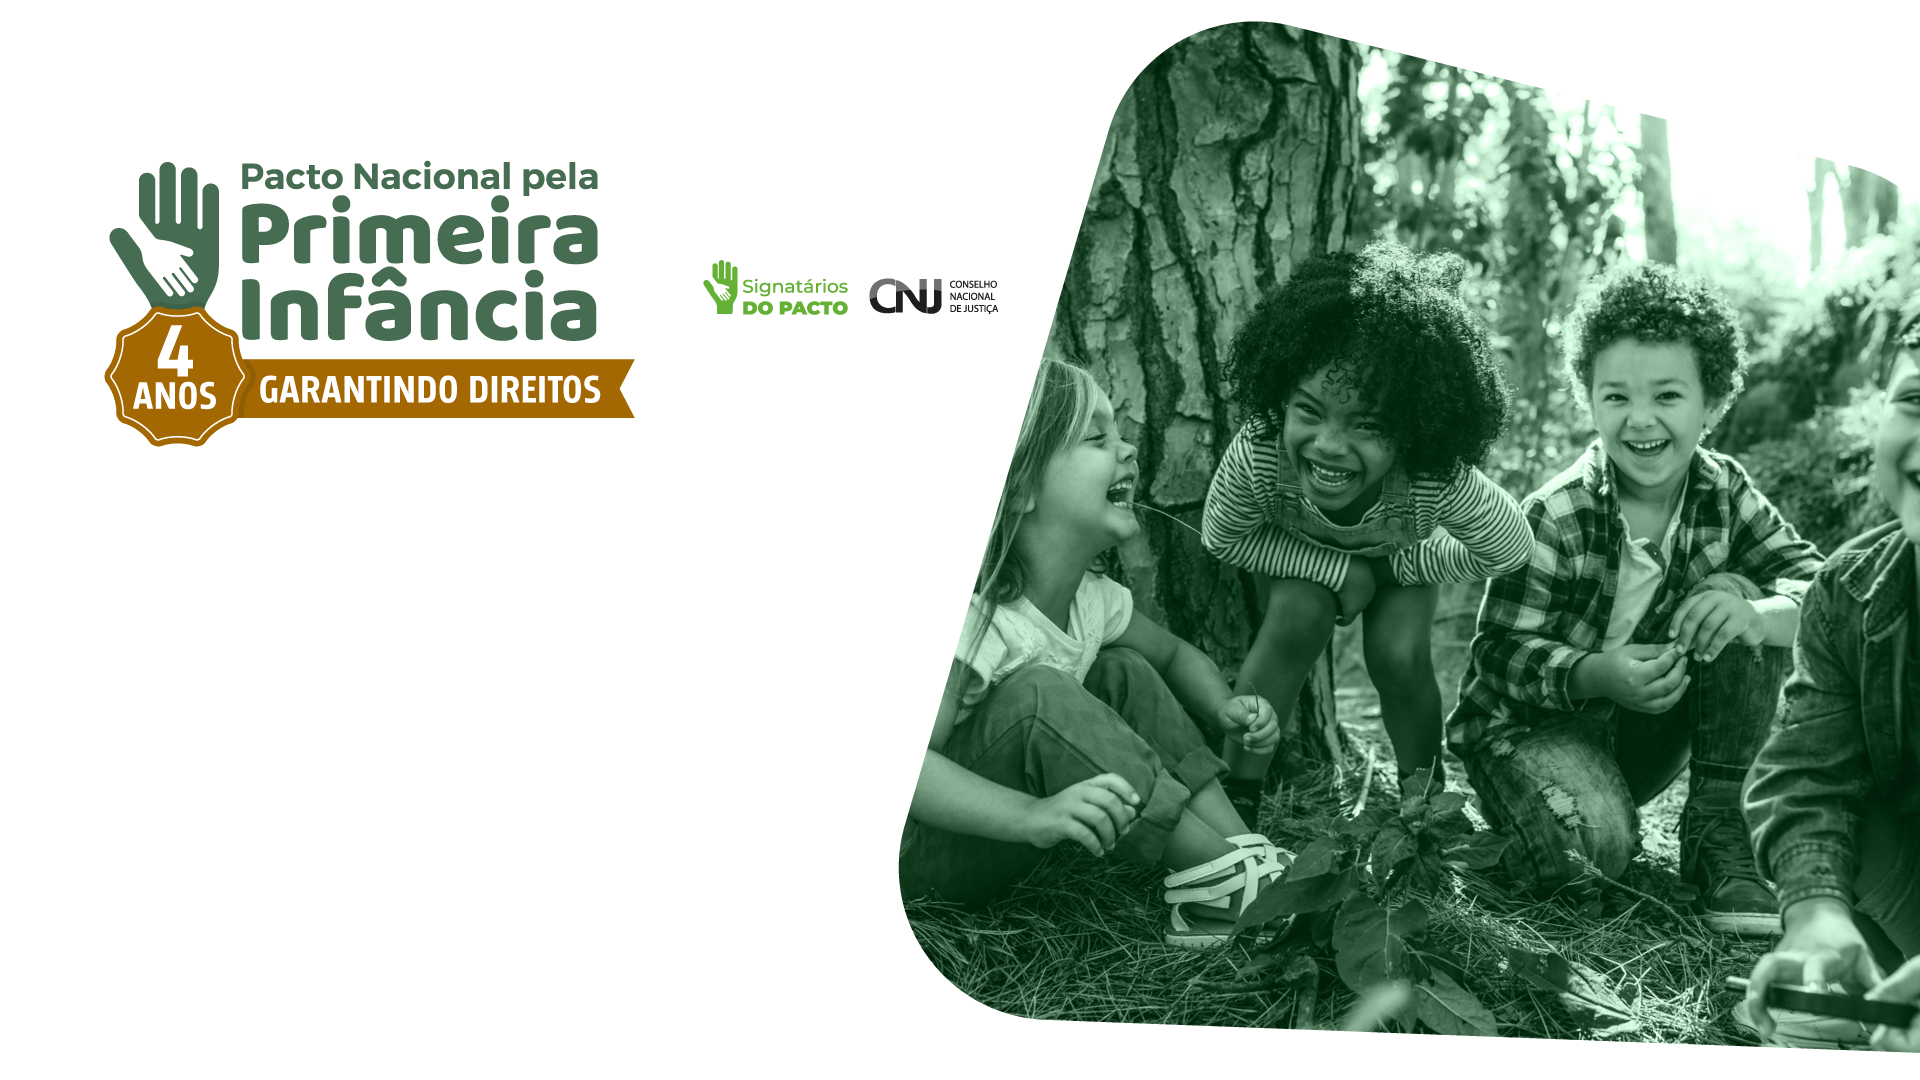 Pacto Nacional pela
Primeira
Infância
4
ANOS
GARANTINDO DIREITOS
Signatários
DO PACTO
CNJ
CONSELHO
NACIONAL
DE JUSTIÇA